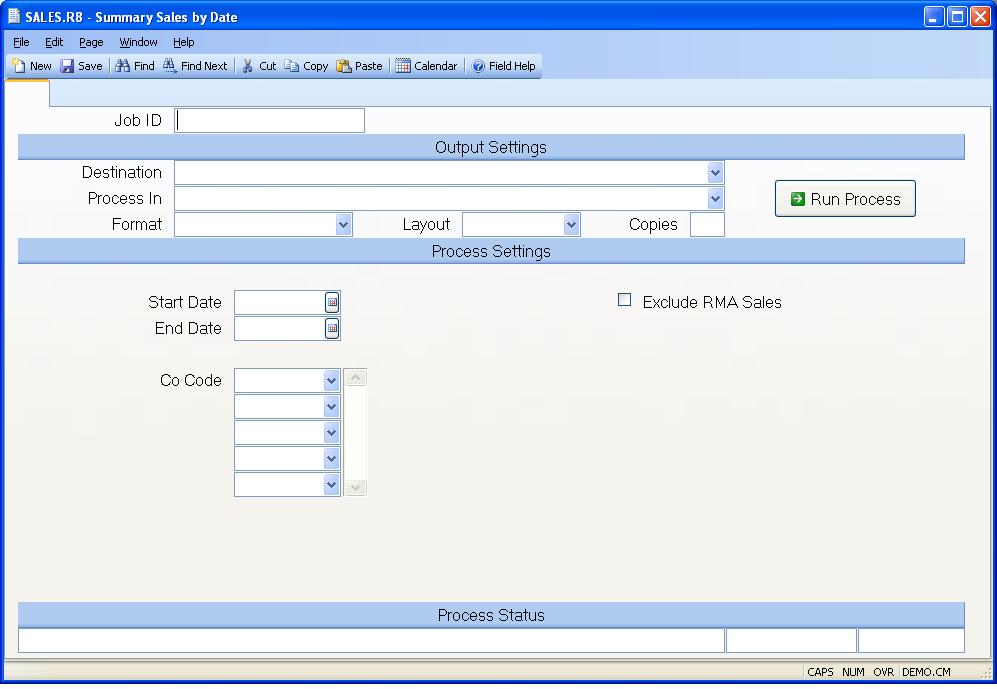 SALES.R8 - Summary Sales by Date
File Edit Page Window Help
New Save Find Find Next Cut Copy Paste Calendar Field Help
Job ID
Output Settings
Destination
Process In
Run Process
Format Layout Copies
Process Settings
Start Date
Exclude RMA Sales
End Date
Co Code
Process Status
CAPS NUM OVR DEMO.CM